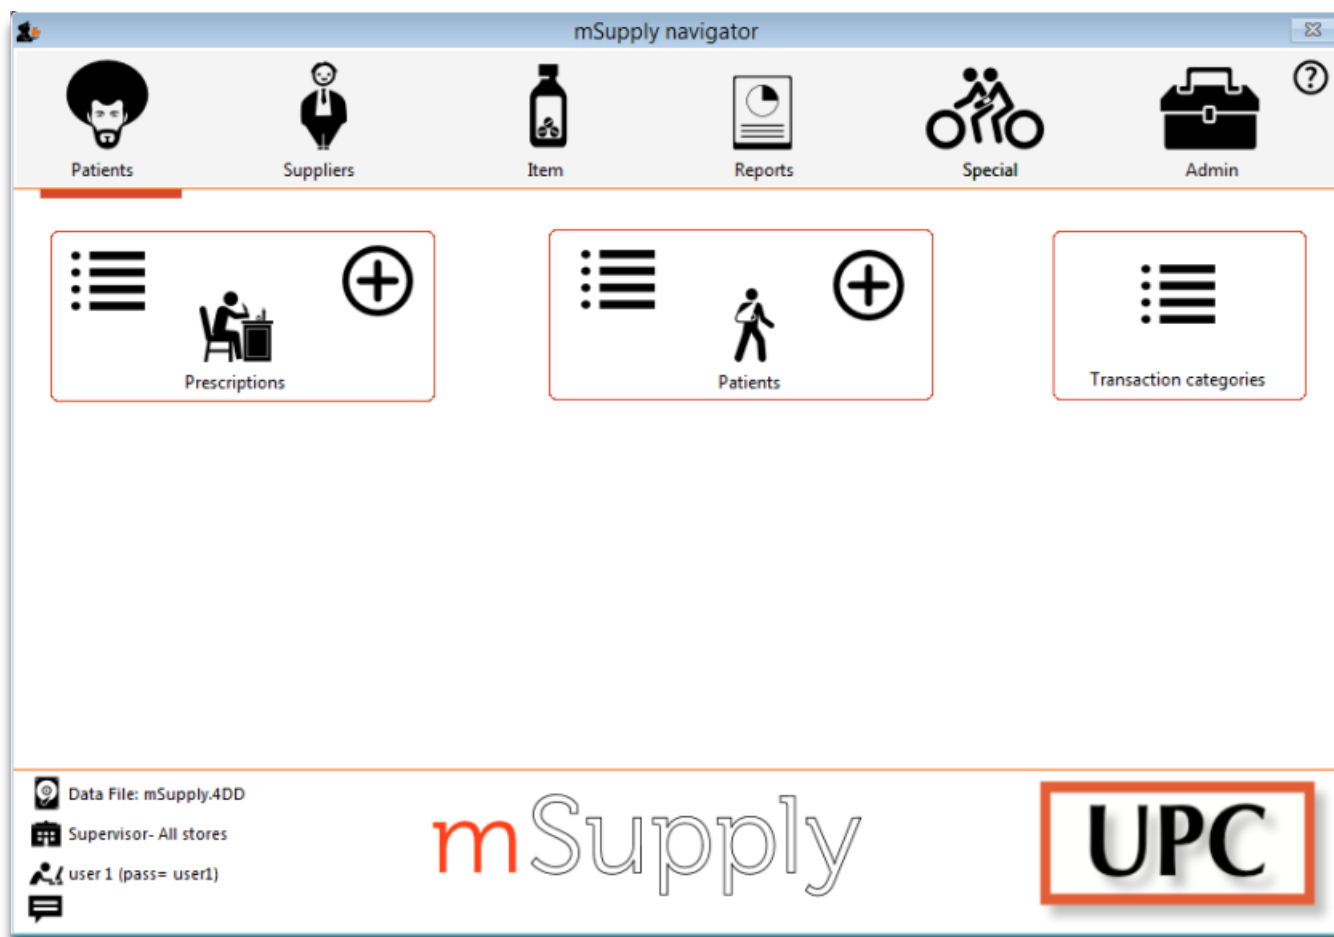 mSupply navigator
Patients
Suppliers
Item
Reports
Special
Admin
?
Prescriptions
Patients
Transaction categories
Data File: mSupply.4DD
Supervisor- All stores
user 1 (pass= user1)
mSupply
UPC